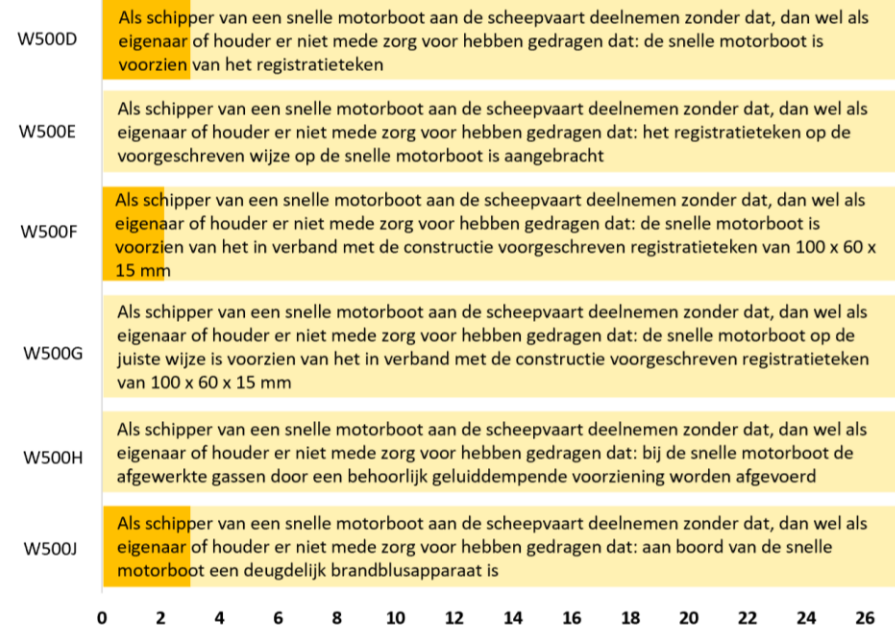 W500D
Als schipper van een snelle motorboot aan de scheepvaart deelnemen zonder dat, dan wel als
eigenaar of houder er niet mede zorg voor hebben gedragen dat: de snelle motorboot is
voorzien van het registratieteken
W500E
Als schipper van een snelle motorboot aan de scheepvaart deelnemen zonder dat, dan wel als
eigenaar of houder er niet mede zorg voor hebben gedragen dat: het registratieteken op de
voorgeschreven wijze op de snelle motorboot is aangebracht
W500F
Als schipper van een snelle motorboot aan de scheepvaart deelnemen zonder dat, dan wel als
eigenaar of houder er niet mede zorg voor hebben gedragen dat: de snelle motorboot is
voorzien van het in verband met de constructie voorgeschreven registratieteken van 100 x 60 x
15 mm
W500G
Als schipper van een snelle motorboot aan de scheepvaart deelnemen zonder dat, dan wel als
eigenaar of houder er niet mede zorg voor hebben gedragen dat: de snelle motorboot op de
juiste wijze is voorzien van het in verband met de constructie voorgeschreven registratieteken
van 100 x 60 x 15 mm
W500H
Als schipper van een snelle motorboot aan de scheepvaart deelnemen zonder dat, dan wel als
eigenaar of houder er niet mede zorg voor hebben gedragen dat: bij de snelle motorboot de
afgewerkte gassen door een behoorlijk geluiddempende voorziening worden afgevoerd
W500J
Als schipper van een snelle motorboot aan de scheepvaart deelnemen zonder dat, dan wel als
eigenaar of houder er niet mede zorg voor hebben gedragen dat: aan boord van de snelle
motorboot een deugdelijk brandblusapparaat is
0 2 4 6 8 10 12 14 16 18 20 22 24 26